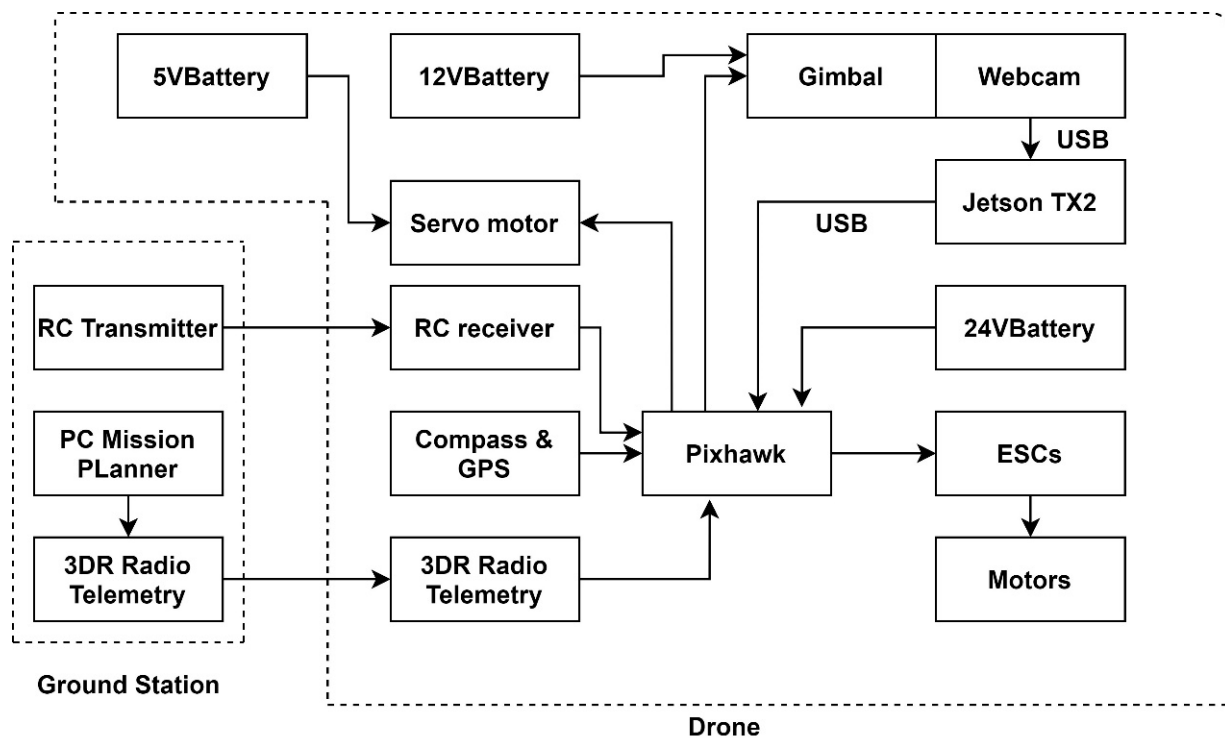 5VBattery
12VBattery
Gimbal
Webcam
USB
Servo motor
USB
Jetson TX2
RC Transmitter
RC receiver
24VBattery
PC Mission
PLanner
Compass &
GPS
Pixhawk
ESCs
3DR Radio
Telemetry
3DR Radio
Telemetry
Motors
Ground Station
Drone